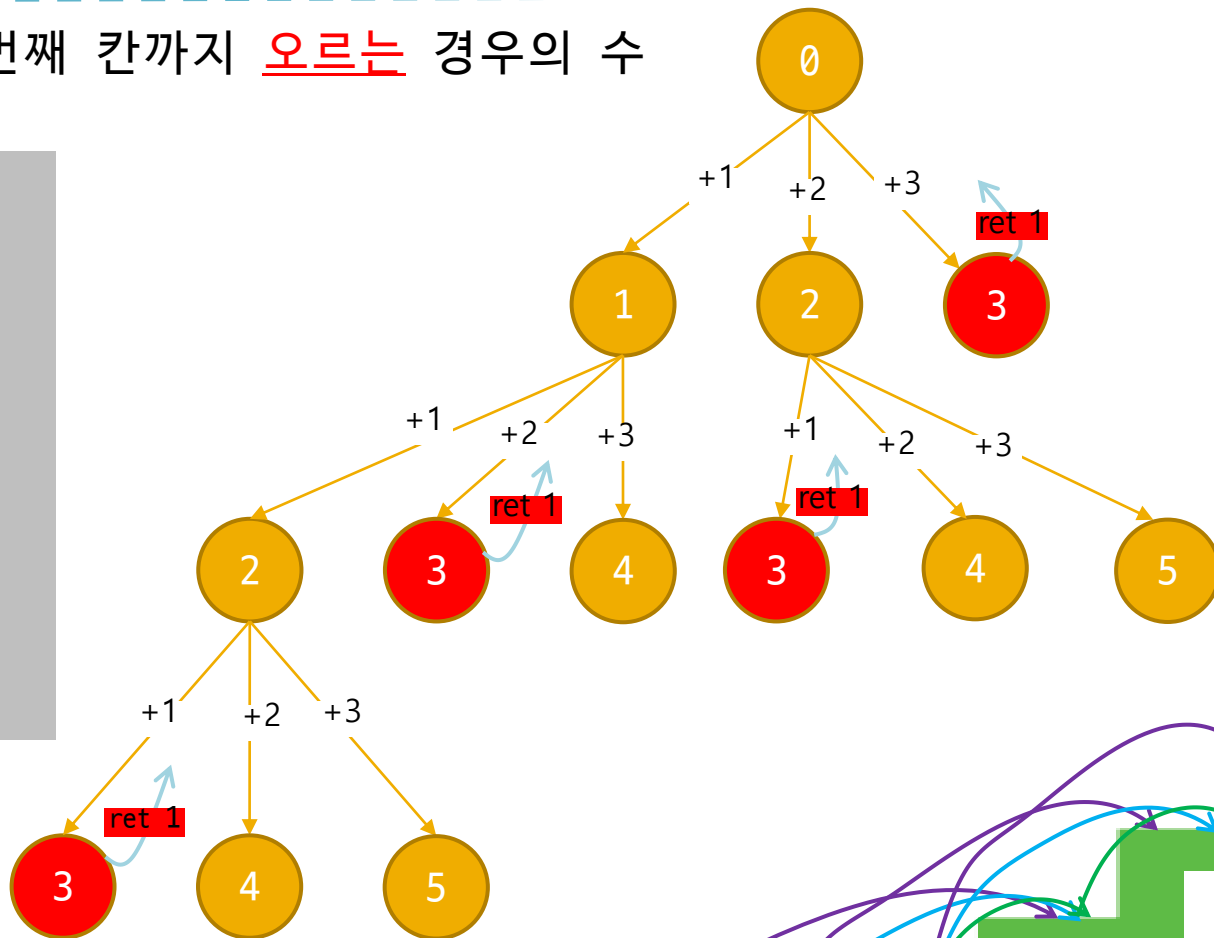 번째 칸까지 오르는 경우의 수
0
+1 +2 +3
ret 1
1 2 3
+1 +2 +3 +1 +2 +3
ret 1 ret 1
2 3 4 3 4 5
+1 +2 +3
ret 1
3 4 5